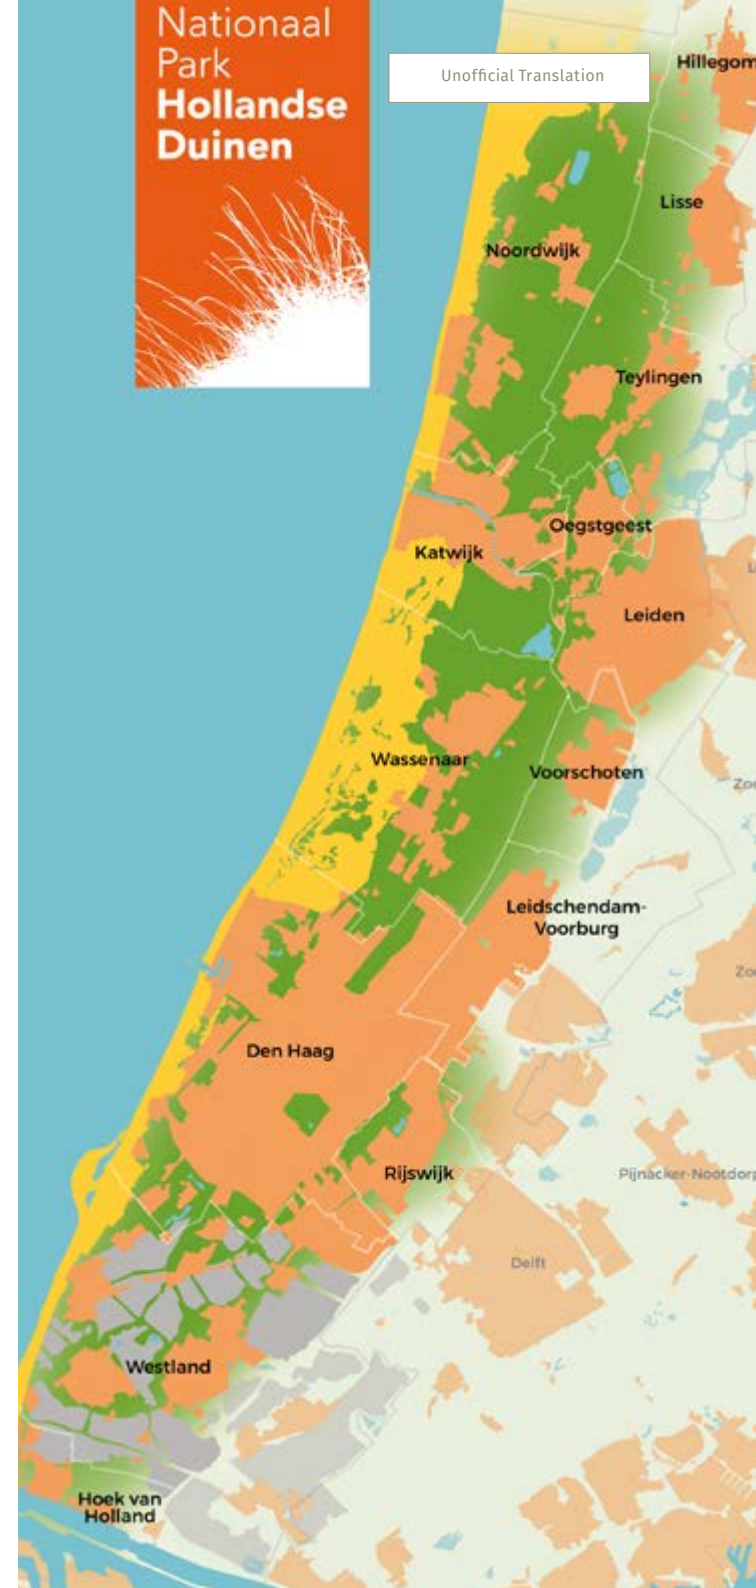 Nationaal
Park
Hollandse
Duinen
Unofficial Translation
Hillegom
Lisse
Noordwijk
Teylingen
Oegstgeest
Katwijk
Leiden
Wassenaar
Voorschoten
Leidschendam-
Voorburg
Den Haag
Rijswijk
Pijnacker-Nootdorp
Delft
Westland
Hoek van
Holland